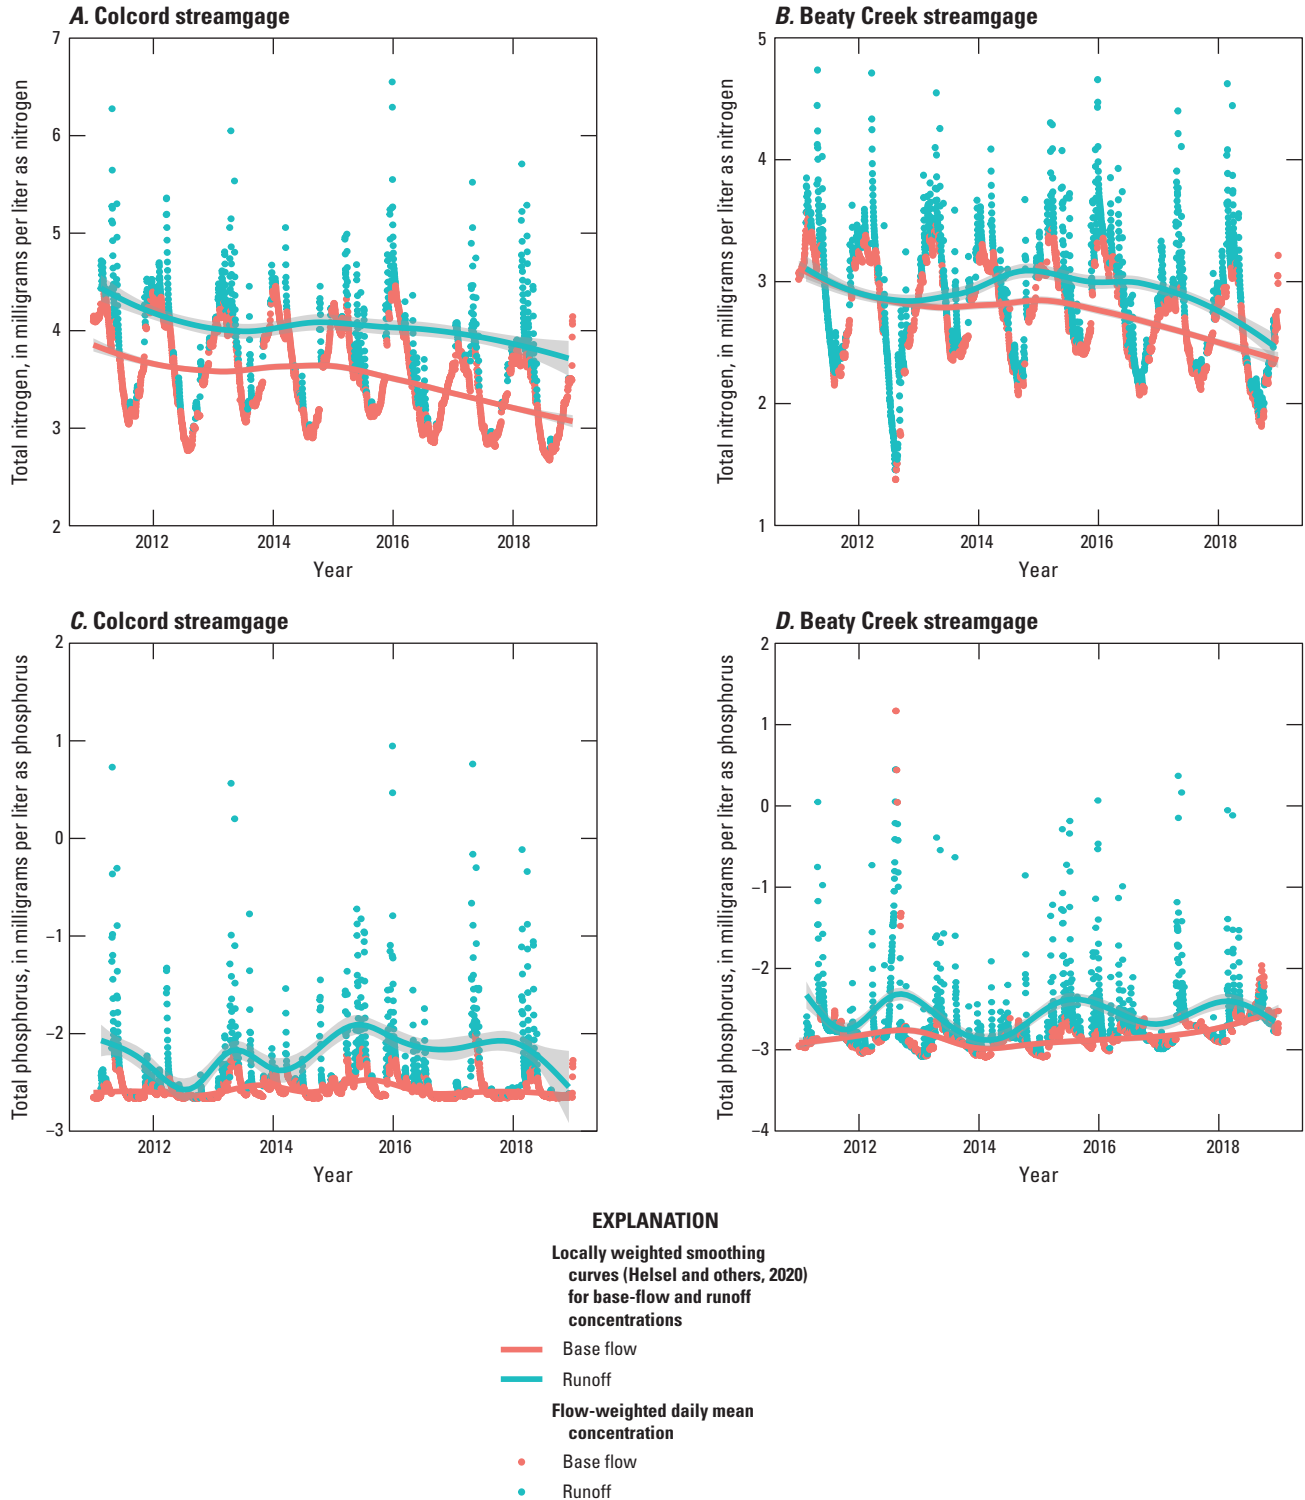 A. Colcord streamgage
Total nitrogen, in milligrams per liter as nitrogen
7
6
5
4
3
2
2012 2014 2016 2018
Year
B. Beaty Creek streamgage
Total nitrogen, in milligrams per liter as nitrogen
5
4
3
2
1
2012 2014 2016 2018
Year
C. Colcord streamgage
Total phosphorus, in milligrams per liter as phosphorus
2
1
0
–1
–2
–3
2012 2014 2016 2018
Year
D. Beaty Creek streamgage
Total phosphorus, in milligrams per liter as phosphorus
2
1
0
–1
–2
–3
–4
2012 2014 2016 2018
Year
EXPLANATION
Locally weighted smoothing
curves (Helsel and others, 2020)
for base-flow and runoff
concentrations
Base flow
Runoff
Flow-weighted daily mean
concentration
Base flow
Runoff